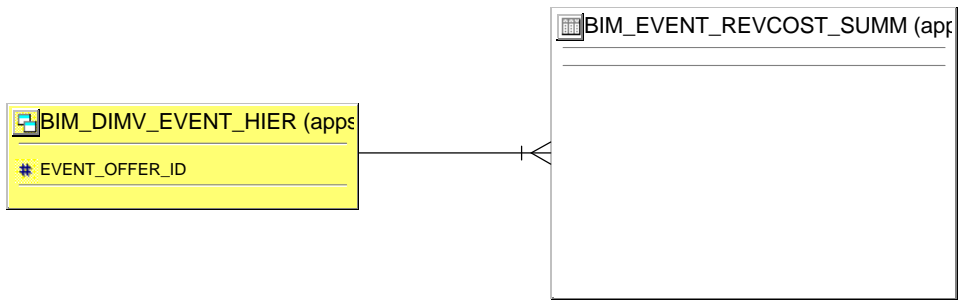 BIM_EVENT_REVCOST_SUMM (app
BIM_DIMV_EVENT_HIER (apps
# EVENT_OFFER_ID